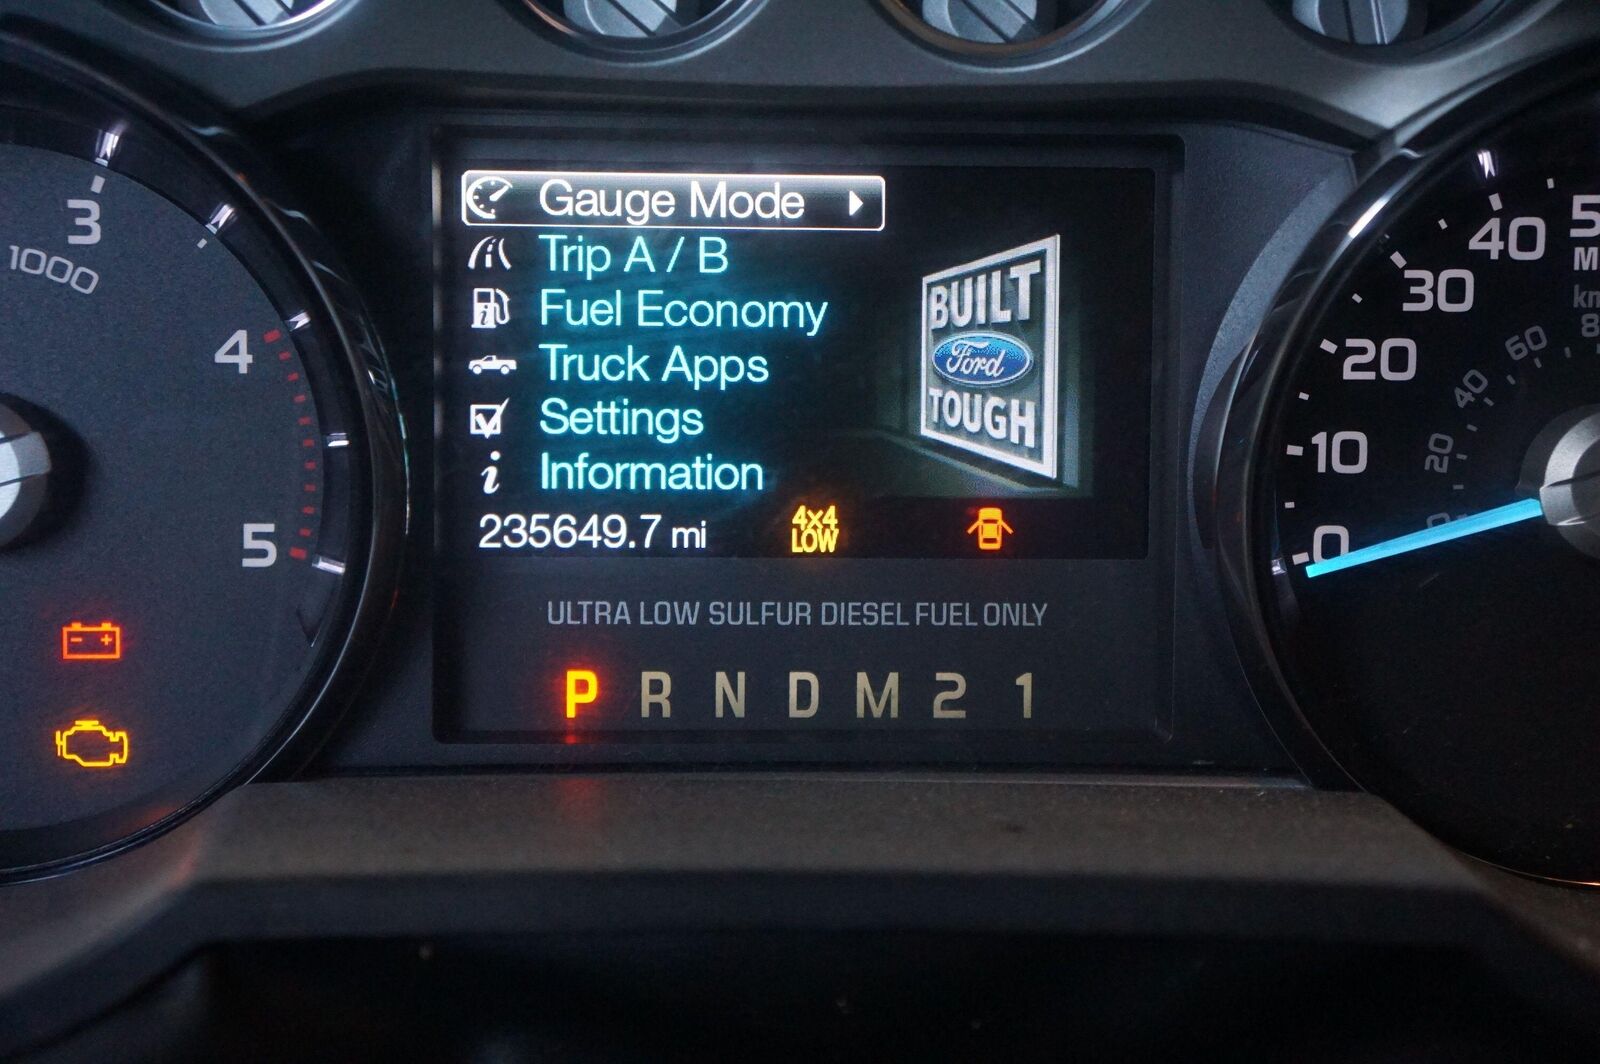 3
1000
4
5
Gauge Mode
Trip A / B
Fuel Economy
Truck Apps
Settings
Information
235649.7 mi
4x4
LOW
BUILT
Ford
TOUGH
ULTRA LOW SULFUR DIESEL FUEL ONLY
P R N D M 2 1
0
10
20
30
40
0
20
40
60